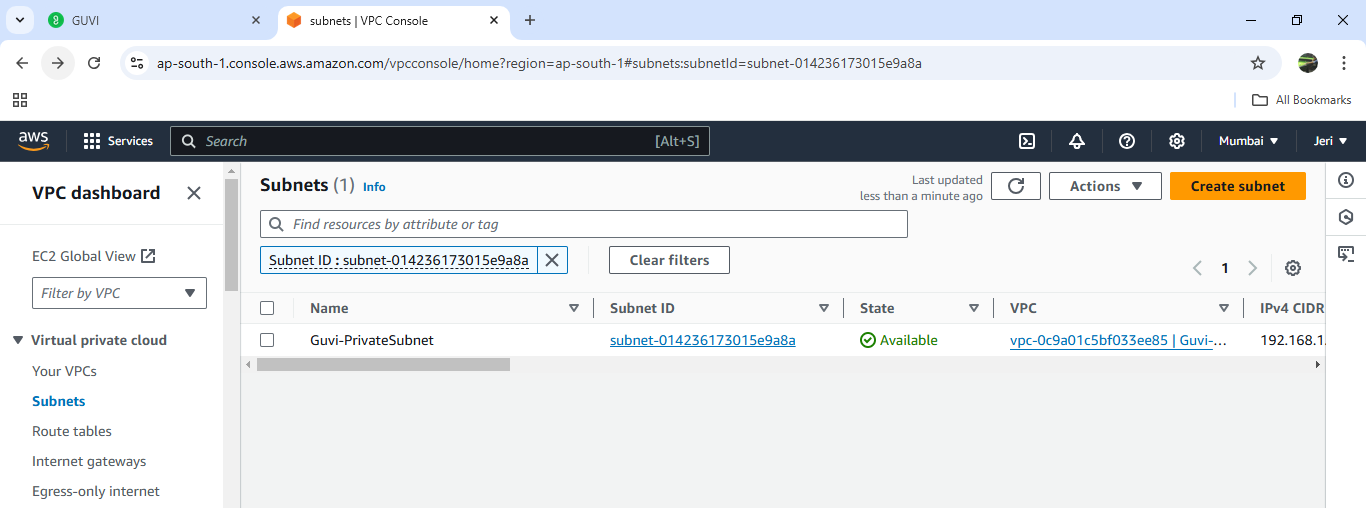 GUVI
subnets | VPC Console
ap-south-1.console.aws.amazon.com/vpcconsole/home?region=ap-south-1#subnets:subnetId=subnet-014236173015e9a8a
All Bookmarks
aws
Services
Search
[Alt+S]
Mumbai
Jeri
VPC dashboard
EC2 Global View
Filter by VPC
Virtual private cloud
Your VPCs
Subnets
Route tables
Internet gateways
Egress-only internet
Subnets (1) Info
Last updated
less than a minute ago
Actions
Create subnet
Find resources by attribute or tag
Subnet ID : subnet-014236173015e9a8a
Clear filters
1
Name Subnet ID State VPC IPv4 CIDR
Guvi-PrivateSubnet subnet-014236173015e9a8a Available vpc-0c9a01c5bf033ee85 | Guvi-... 192.168.1